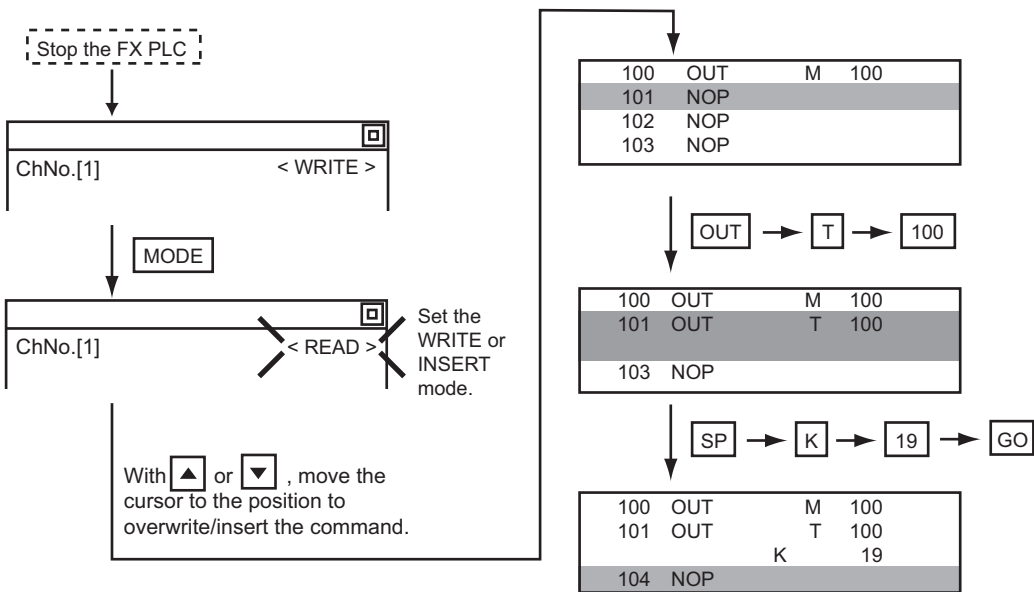 Stop the FX PLC
ChNo.[1] < WRITE >
MODE
ChNo.[1] < READ >
Set the
WRITE or
INSERT
mode.
With ▲ or ▼ , move the
cursor to the position to
overwrite/insert the command.
100 OUT M 100
101 NOP
102 NOP
103 NOP
OUT T 100
100 OUT M 100
101 OUT T 100
103 NOP
SP K 19 GO
100 OUT M 100
101 OUT T 100
K 19
104 NOP